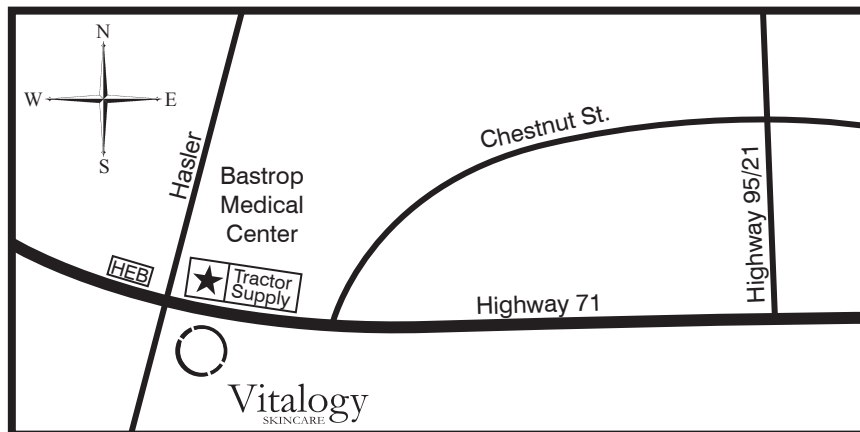 N
W E
S
Hasler
Bastrop
Medical
Center
Chestnut St.
Highway 95/21
HEB
Tractor
Supply
Highway 71
Vitalogy
SKINCARE